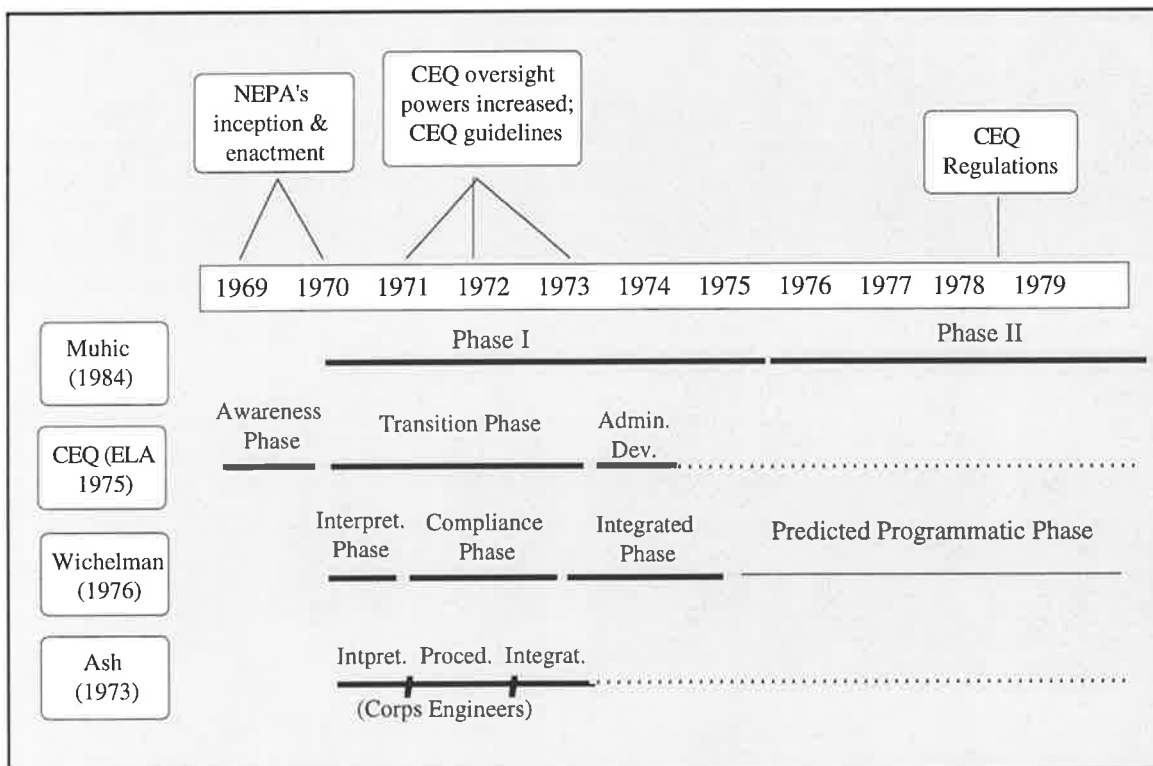 NEPA's
inception &
enactment
CEQ oversight
powers increased;
CEQ guidelines
CEQ
Regulations
1969 1970 1971 1972 1973 1974 1975 1976 1977 1978 1979
Muhic
(1984)
Phase I
Phase II
CEQ (ELA
1975)
Awareness
Phase
Transition Phase
Admin.
Dev.
Wichelman
(1976)
Interpret.
Phase
Compliance
Phase
Integrated
Phase
Predicted Programmatic Phase
Ash
(1973)
Intpret. Proced. Integrat.
(Corps Engineers)